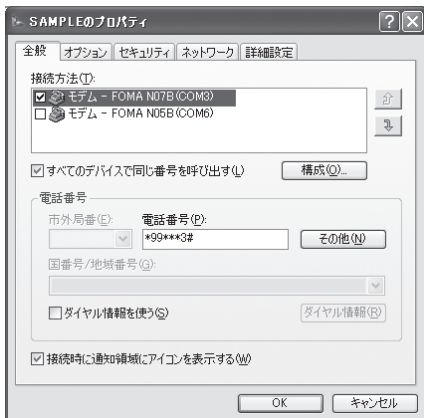 SAMPLEのプロパティ
全般 オプション セキュリティ ネットワーク 詳細設定
接続方法(T):
モデム - FOMA N07B(COM3)
モデム - FOMA N05B(COM6)
すべてのデバイスで同じ番号を呼び出す(L) 構成(O)...
電話番号
市外局番(E): 電話番号(P):
*99***3# その他(N)
国番号/地域番号(G):
ダイヤル情報を使う(S) ダイヤル情報(R)
接続時に通知領域にアイコンを表示する(W)
OK キャンセル